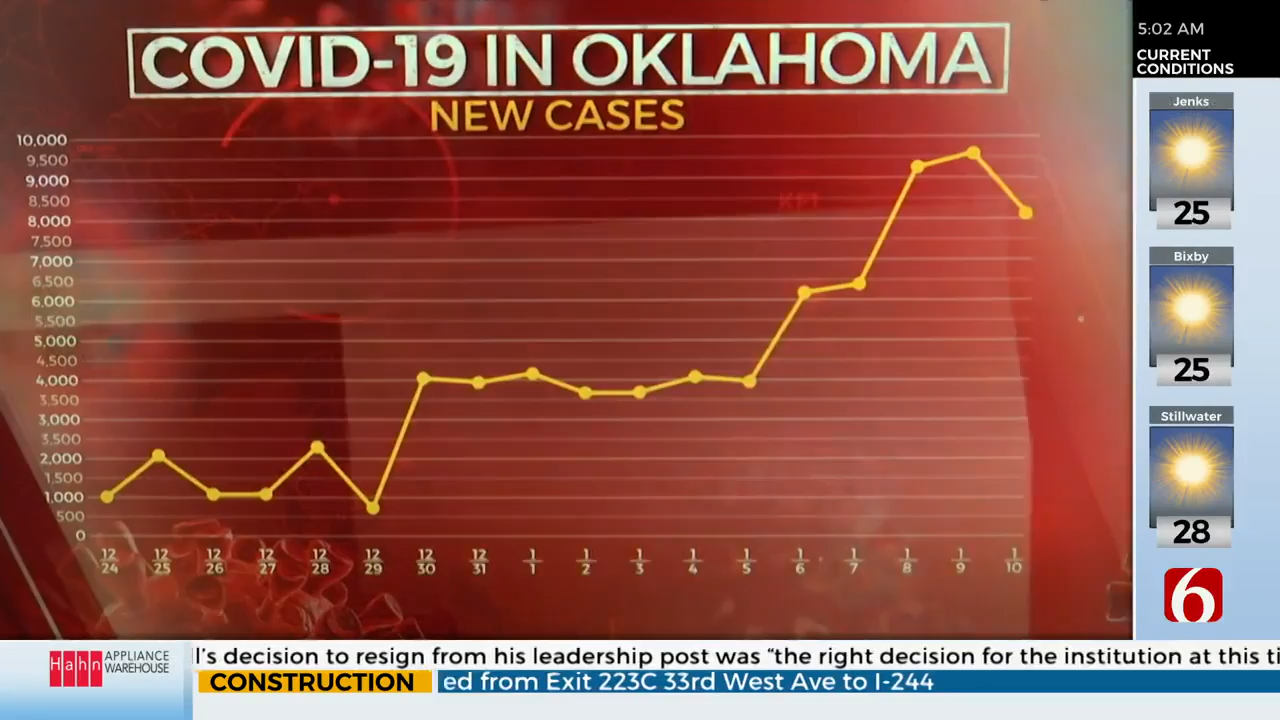 COVID-19 IN OKLAHOMA
NEW CASES
10,000
9,500
9,000
8,500
8,000
7,500
7,000
6,500
6,000
5,500
5,000
4,500
4,000
3,500
3,000
3,500
2,000
1,500
1,000
500
0
12 12 12 12 12 12 12 12 1 1 1 1 1 1 1 1 1 1
24 25 26 27 28 29 30 31 1 2 3 4 5 6 7 8 9 10
5:02 AM
CURRENT
CONDITIONS
Jenks
25
Bixby
25
Stillwater
28
6
Hahn APPLIANCE
WAREHOUSE
l's decision to resign from his leadership post was “the right decision for the institution at this ti
CONSTRUCTION ed from Exit 223C 33rd West Ave to I-244